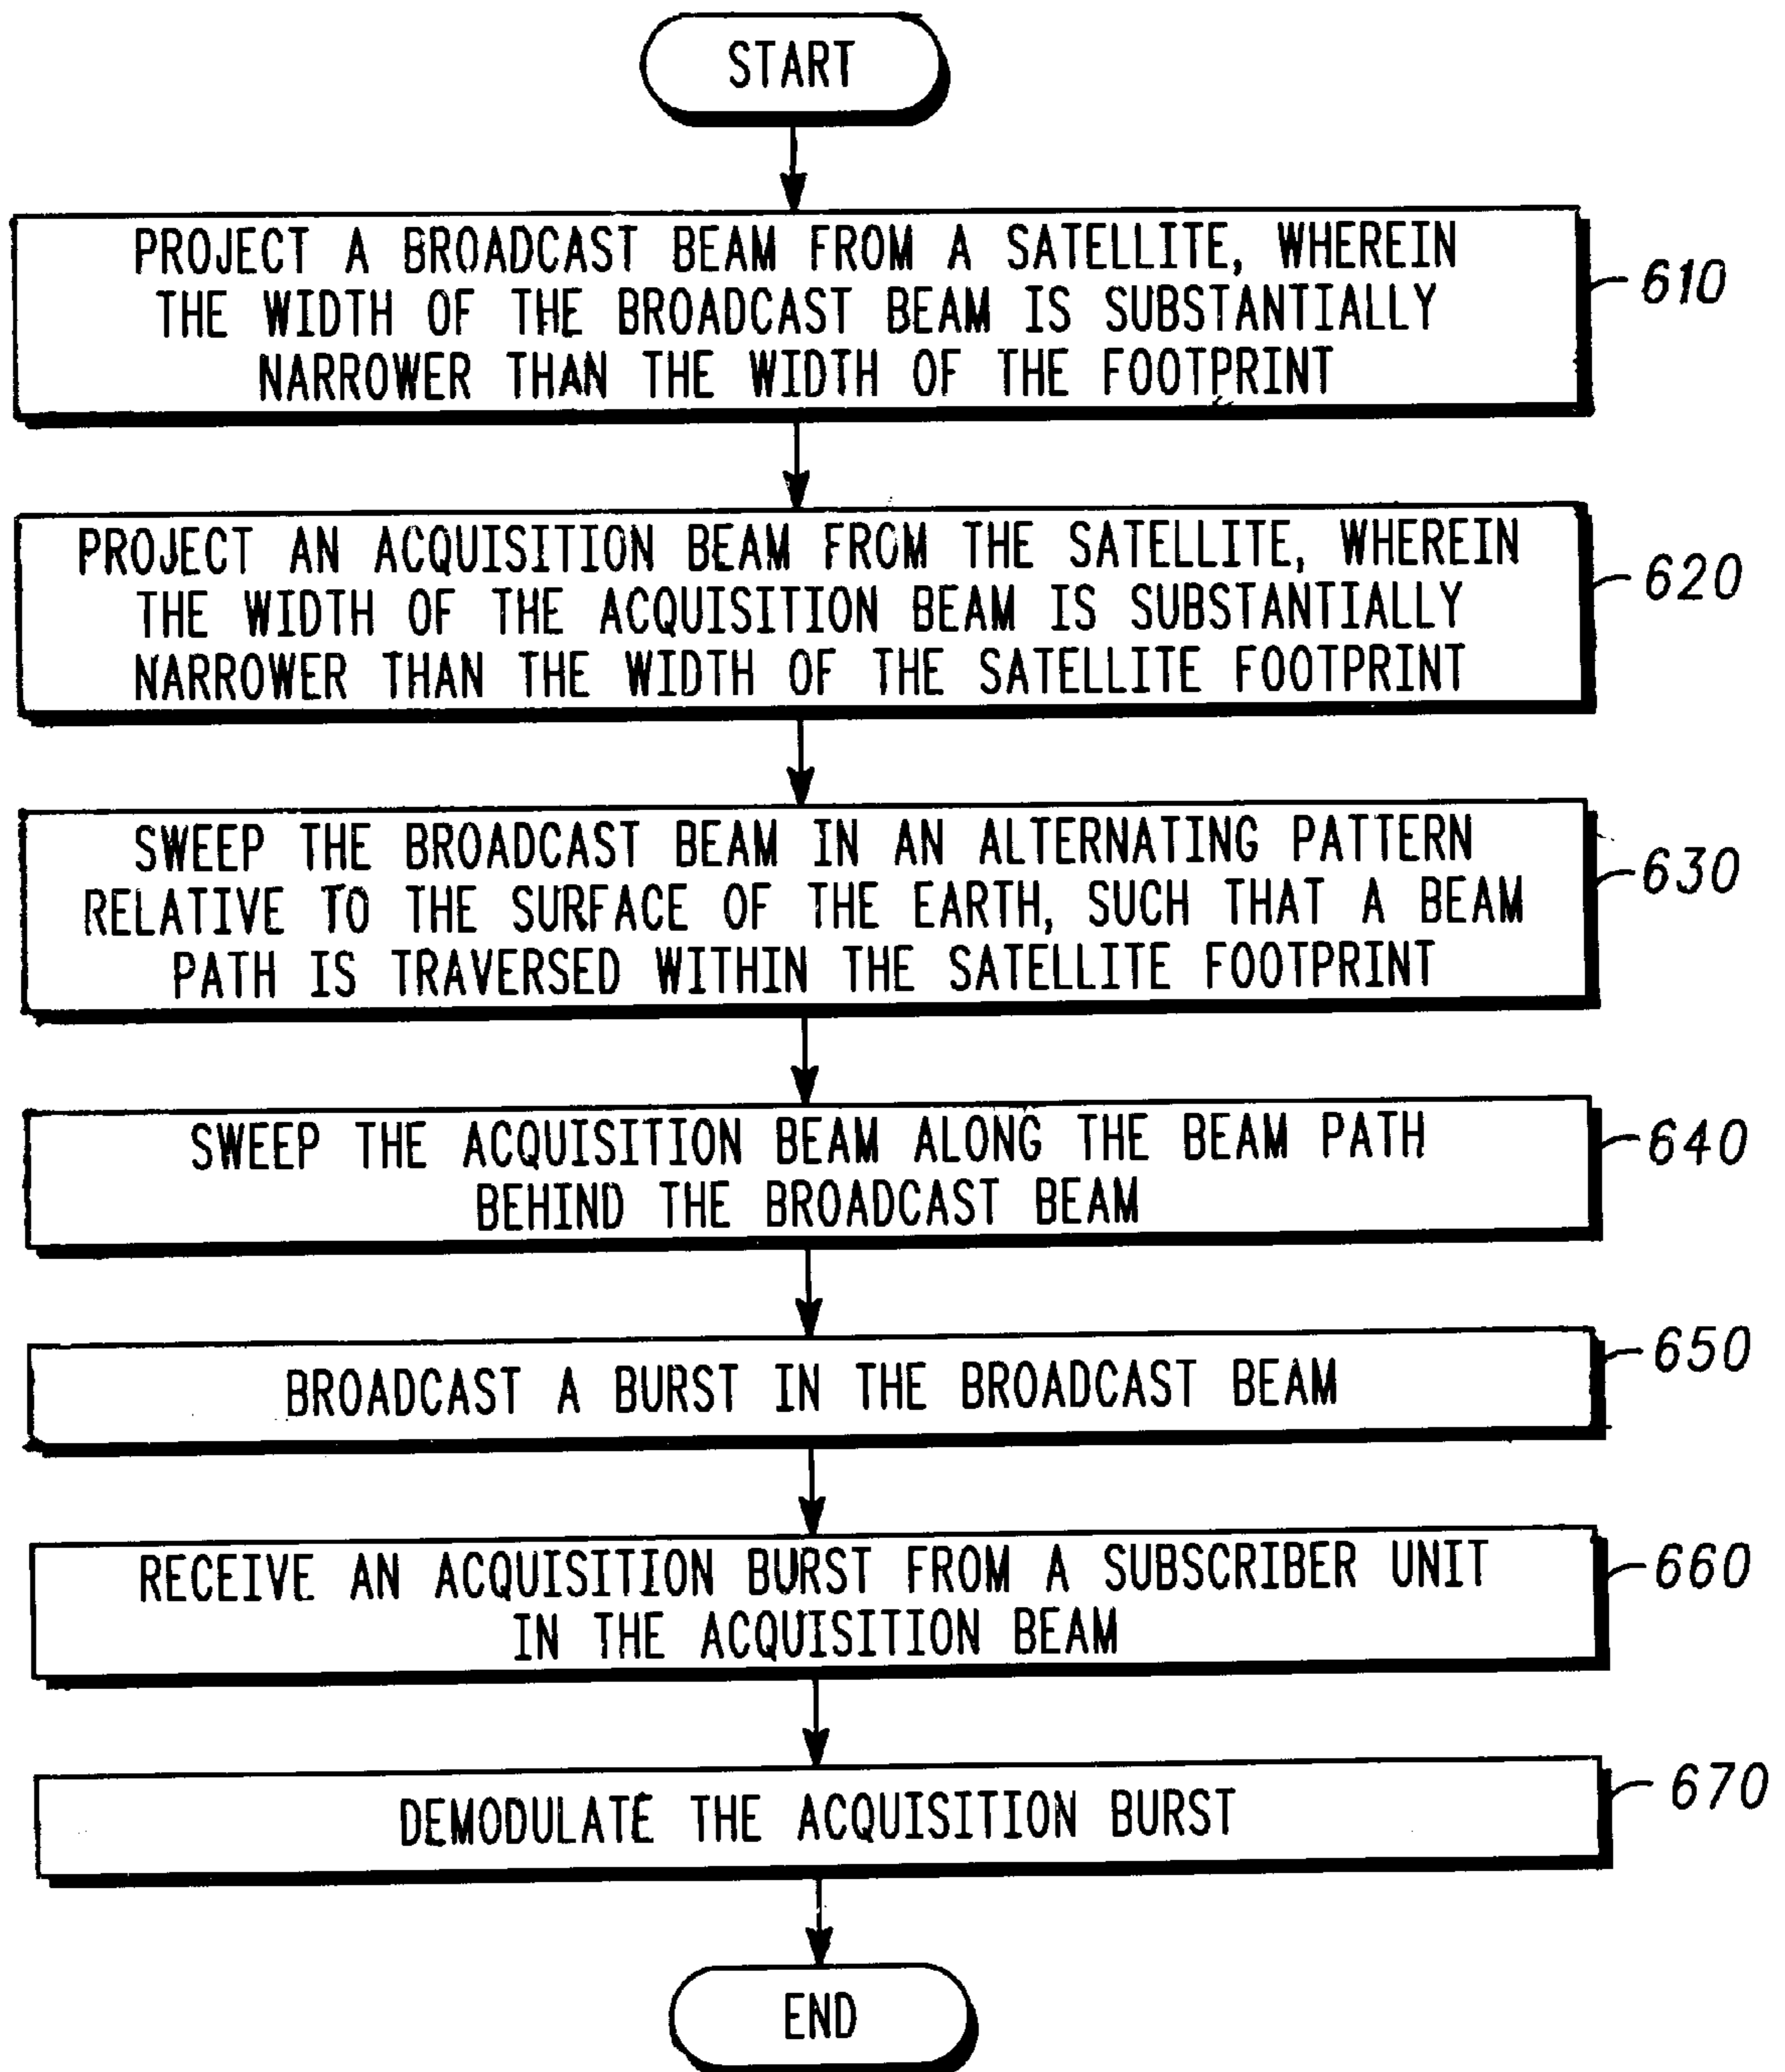 START
PROJECT A BROADCAST BEAM FROM A SATELLITE, WHEREIN
THE WIDTH OF THE BROADCAST BEAM IS SUBSTANTIALLY
NARROWER THAN THE WIDTH OF THE FOOTPRINT
610
PROJECT AN ACQUISITION BEAM FROM THE SATELLITE, WHEREIN
THE WIDTH OF THE ACQUISITION BEAM IS SUBSTANTIALLY
NARROWER THAN THE WIDTH OF THE SATELLITE FOOTPRINT
620
SWEEP THE BROADCAST BEAM IN AN ALTERNATING PATTERN
RELATIVE TO THE SURFACE OF THE EARTH, SUCH THAT A BEAM
PATH IS TRAVERSED WITHIN THE SATELLITE FOOTPRINT
630
SWEEP THE ACQUISITION BEAM ALONG THE BEAM PATH
BEHIND THE BROADCAST BEAM
640
BROADCAST A BURST IN THE BROADCAST BEAM
650
RECEIVE AN ACQUISITION BURST FROM A SUBSCRIBER UNIT
IN THE ACQUISITION BEAM
660
DEMODULATE THE ACQUISITION BURST
670
END